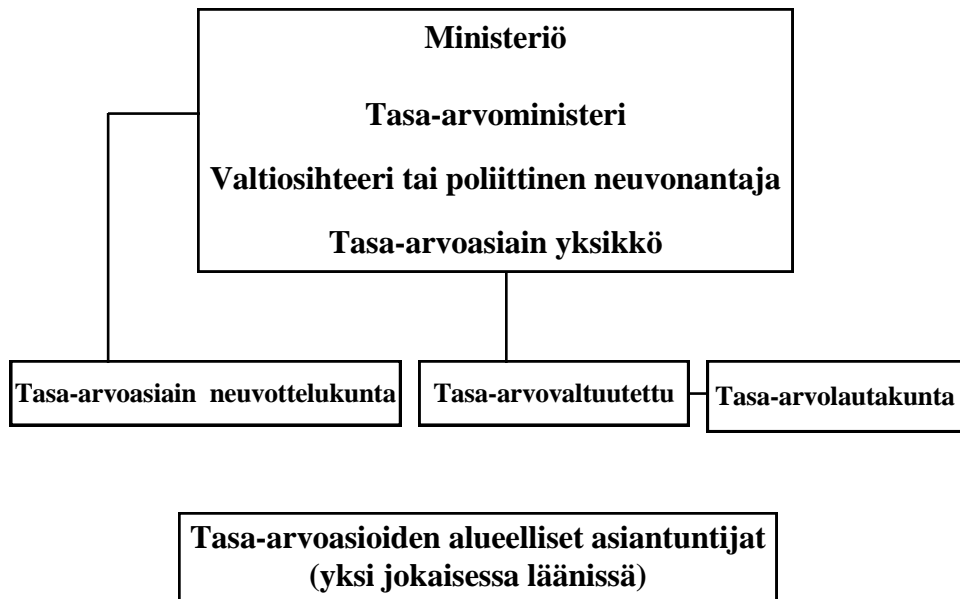 Ministeriö
Tasa-arvoministeri
Valtiosihteeri tai poliittinen neuvonantaja
Tasa-arvoasiain yksikkö
Tasa-arvoasiain neuvottelukunta
Tasa-arvovaltuutettu
Tasa-arvolautakunta
Tasa-arvoasioiden alueelliset asiantuntijat
(yksi jokaisessa läänissä)